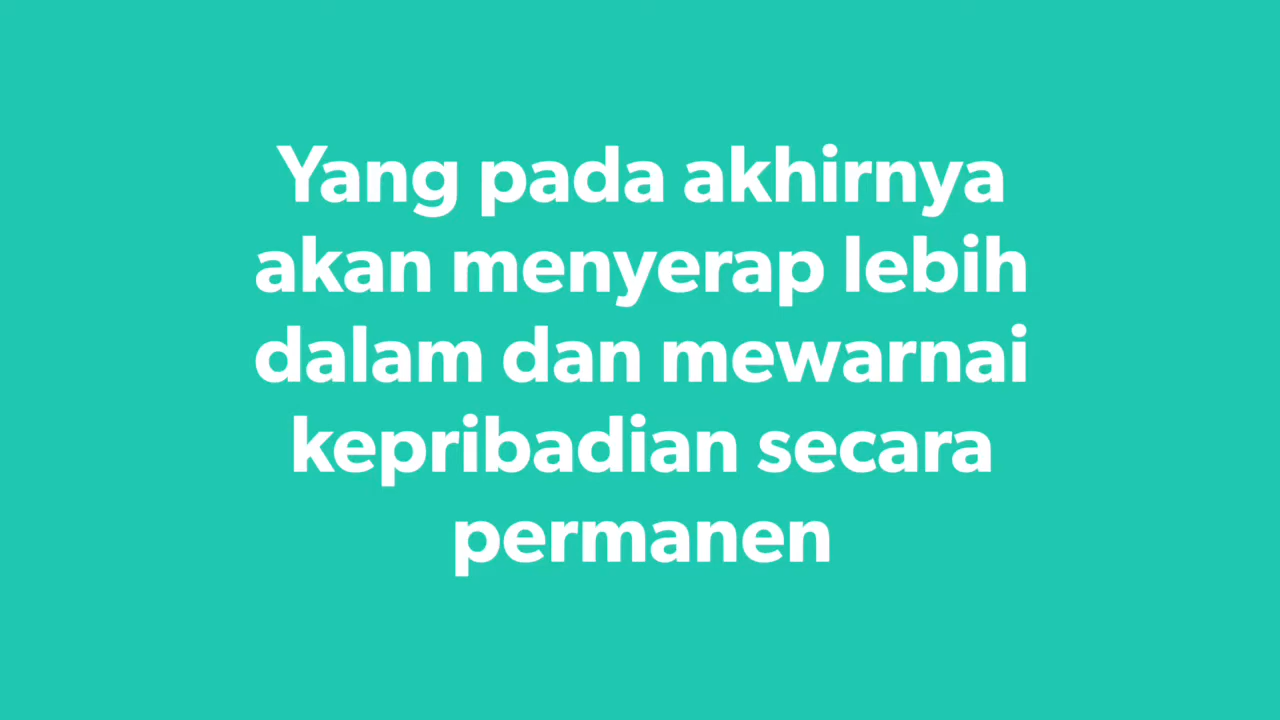 Yang pada akhirnya
akan menyerap lebih
dalam dan mewarnai
kepribadian secara
permanen